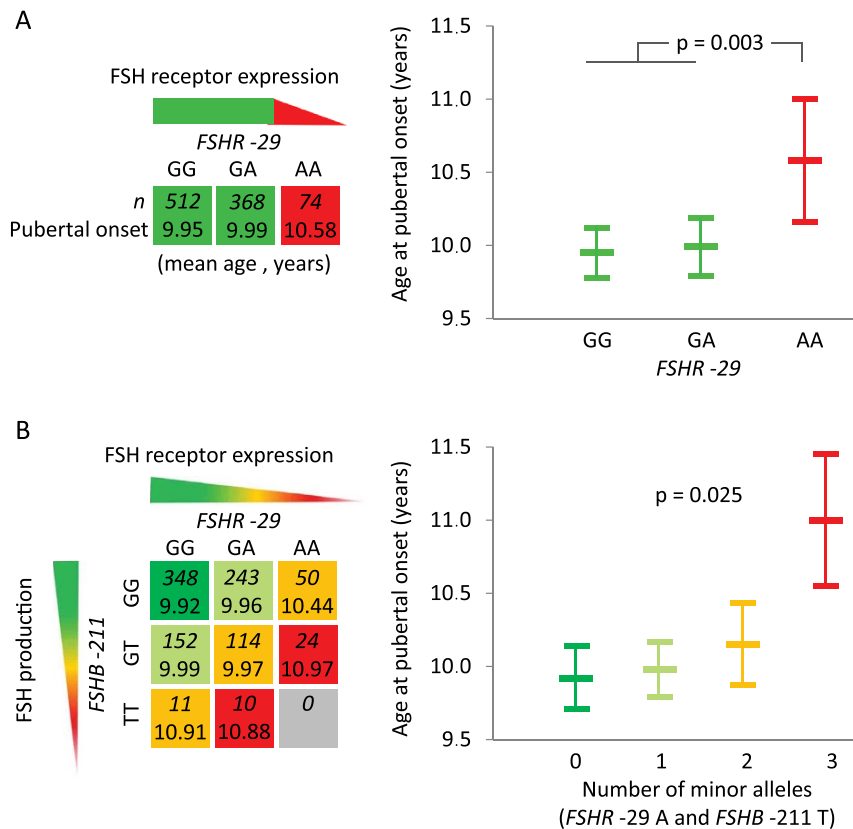 A
FSH receptor expression
FSHR -29
GG GA AA
n 512 368 74
Pubertal onset 9.95 9.99 10.58
(mean age , years)
Age at pubertal onset (years)
11.5
11.0
10.5
10.0
9.5
p = 0.003
GG GA AA
FSHR -29
B
FSH receptor expression
FSHR -29
GG GA AA
FSH production
FSHB -211
GG 348 243 50
9.92 9.96 10.44
GT 152 114 24
9.99 9.97 10.97
TT 11 10 0
10.91 10.88
Age at pubertal onset (years)
11.5
11.0
10.5
10.0
9.5
p = 0.025
0 1 2 3
Number of minor alleles
(FSHR -29 A and FSHB -211 T)